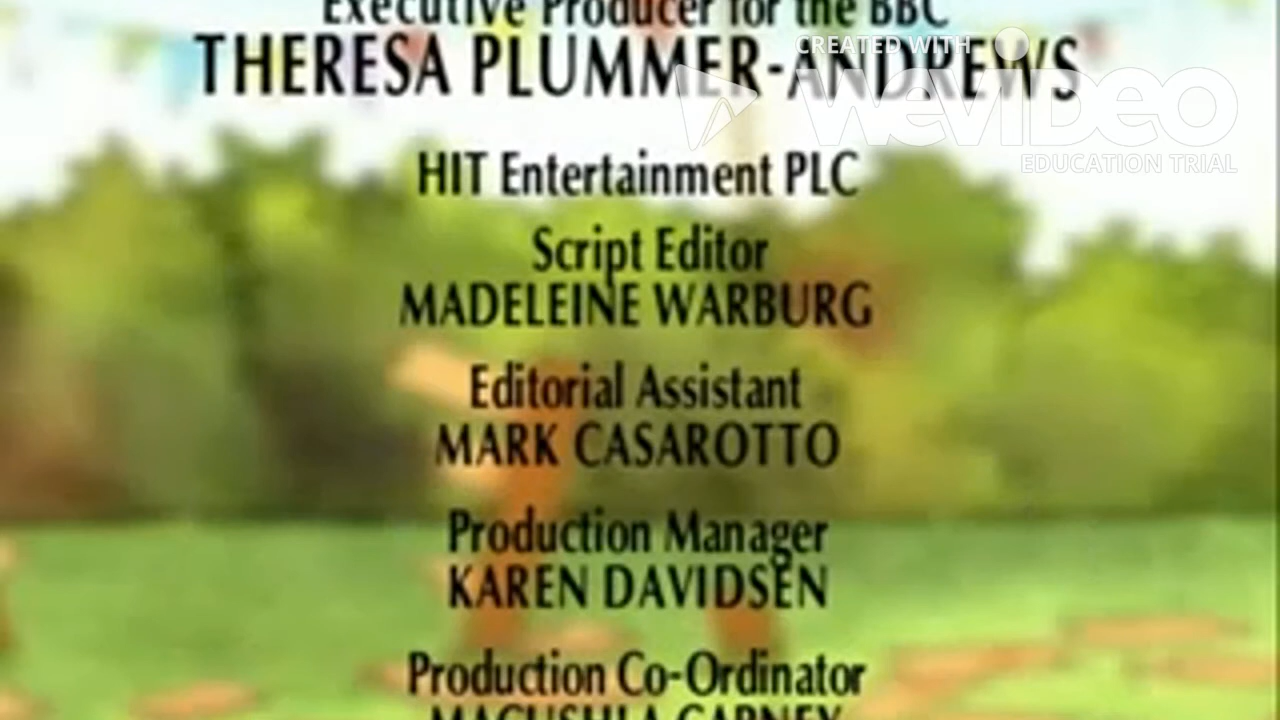 Executive Producer for the BBC
THERESA PLUMMER-ANDREWS
CREATED WITH
WEVIDEO
EDUCATION TRIAL
HIT Entertainment PLC
Script Editor
MADELEINE WARBURG
Editorial Assistant
MARK CASAROTTO
Production Manager
KAREN DAVIDSEN
Production Co-Ordinator